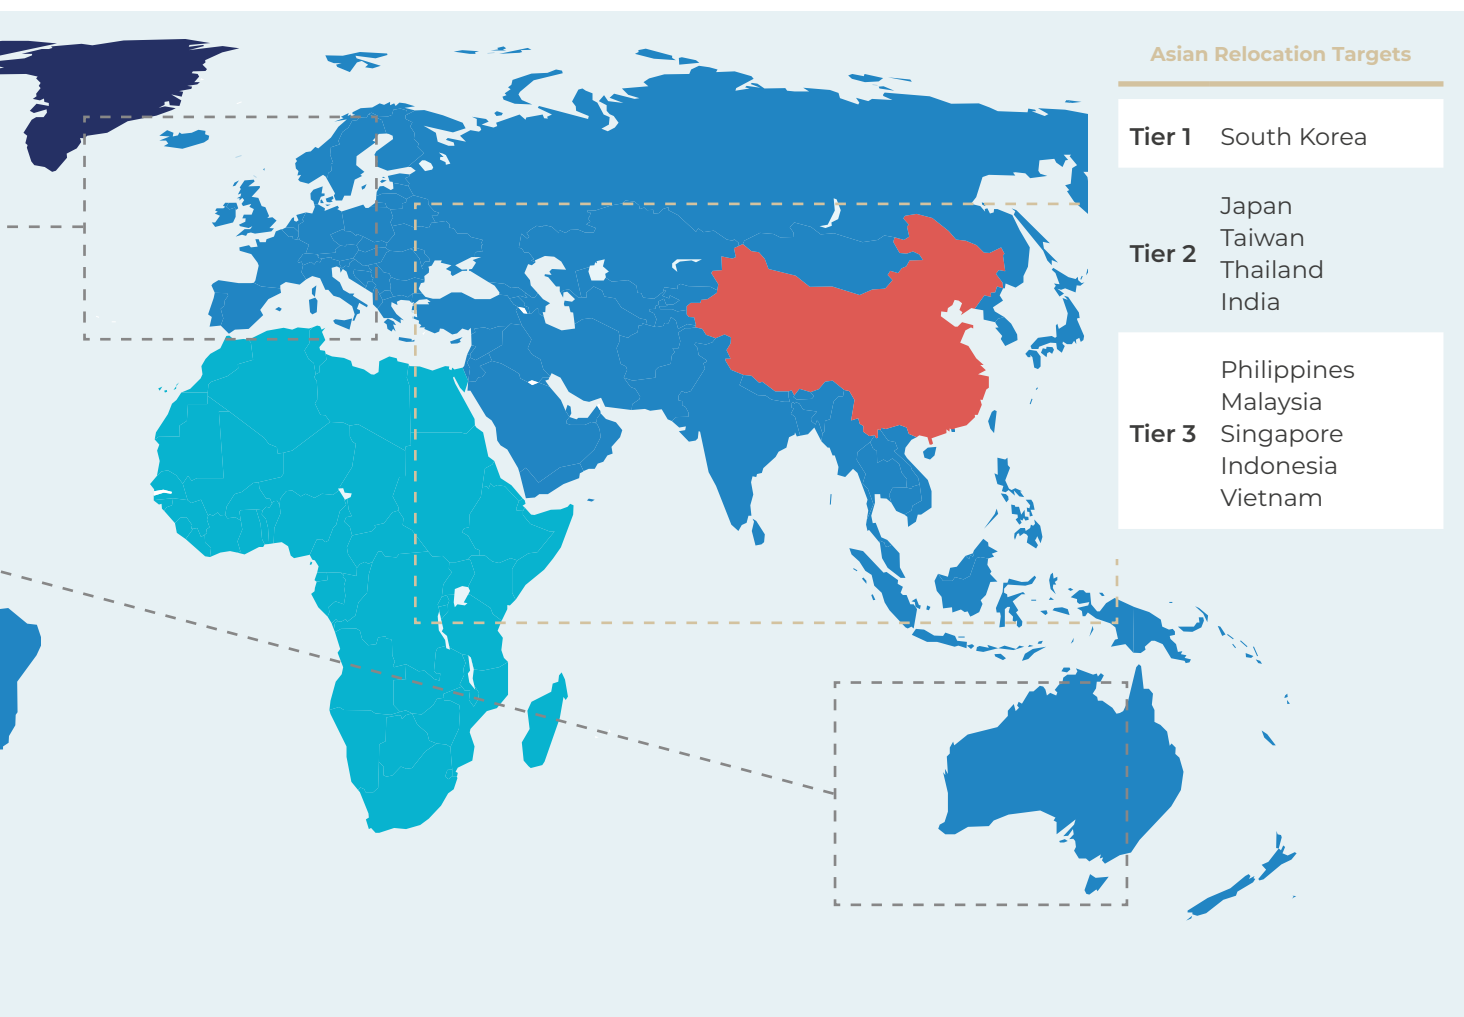 Asian Relocation Targets
Tier 1 South Korea
Tier 2
Japan
Taiwan
Thailand
India
Tier 3
Philippines
Malaysia
Singapore
Indonesia
Vietnam